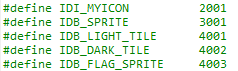 #define IDI_MYICON 2001
#define IDB_SPRITE 3001
#define IDB_LIGHT_TILE 4001
#define IDB_DARK_TILE 4002
#define IDB_FLAG_SPRITE 4003